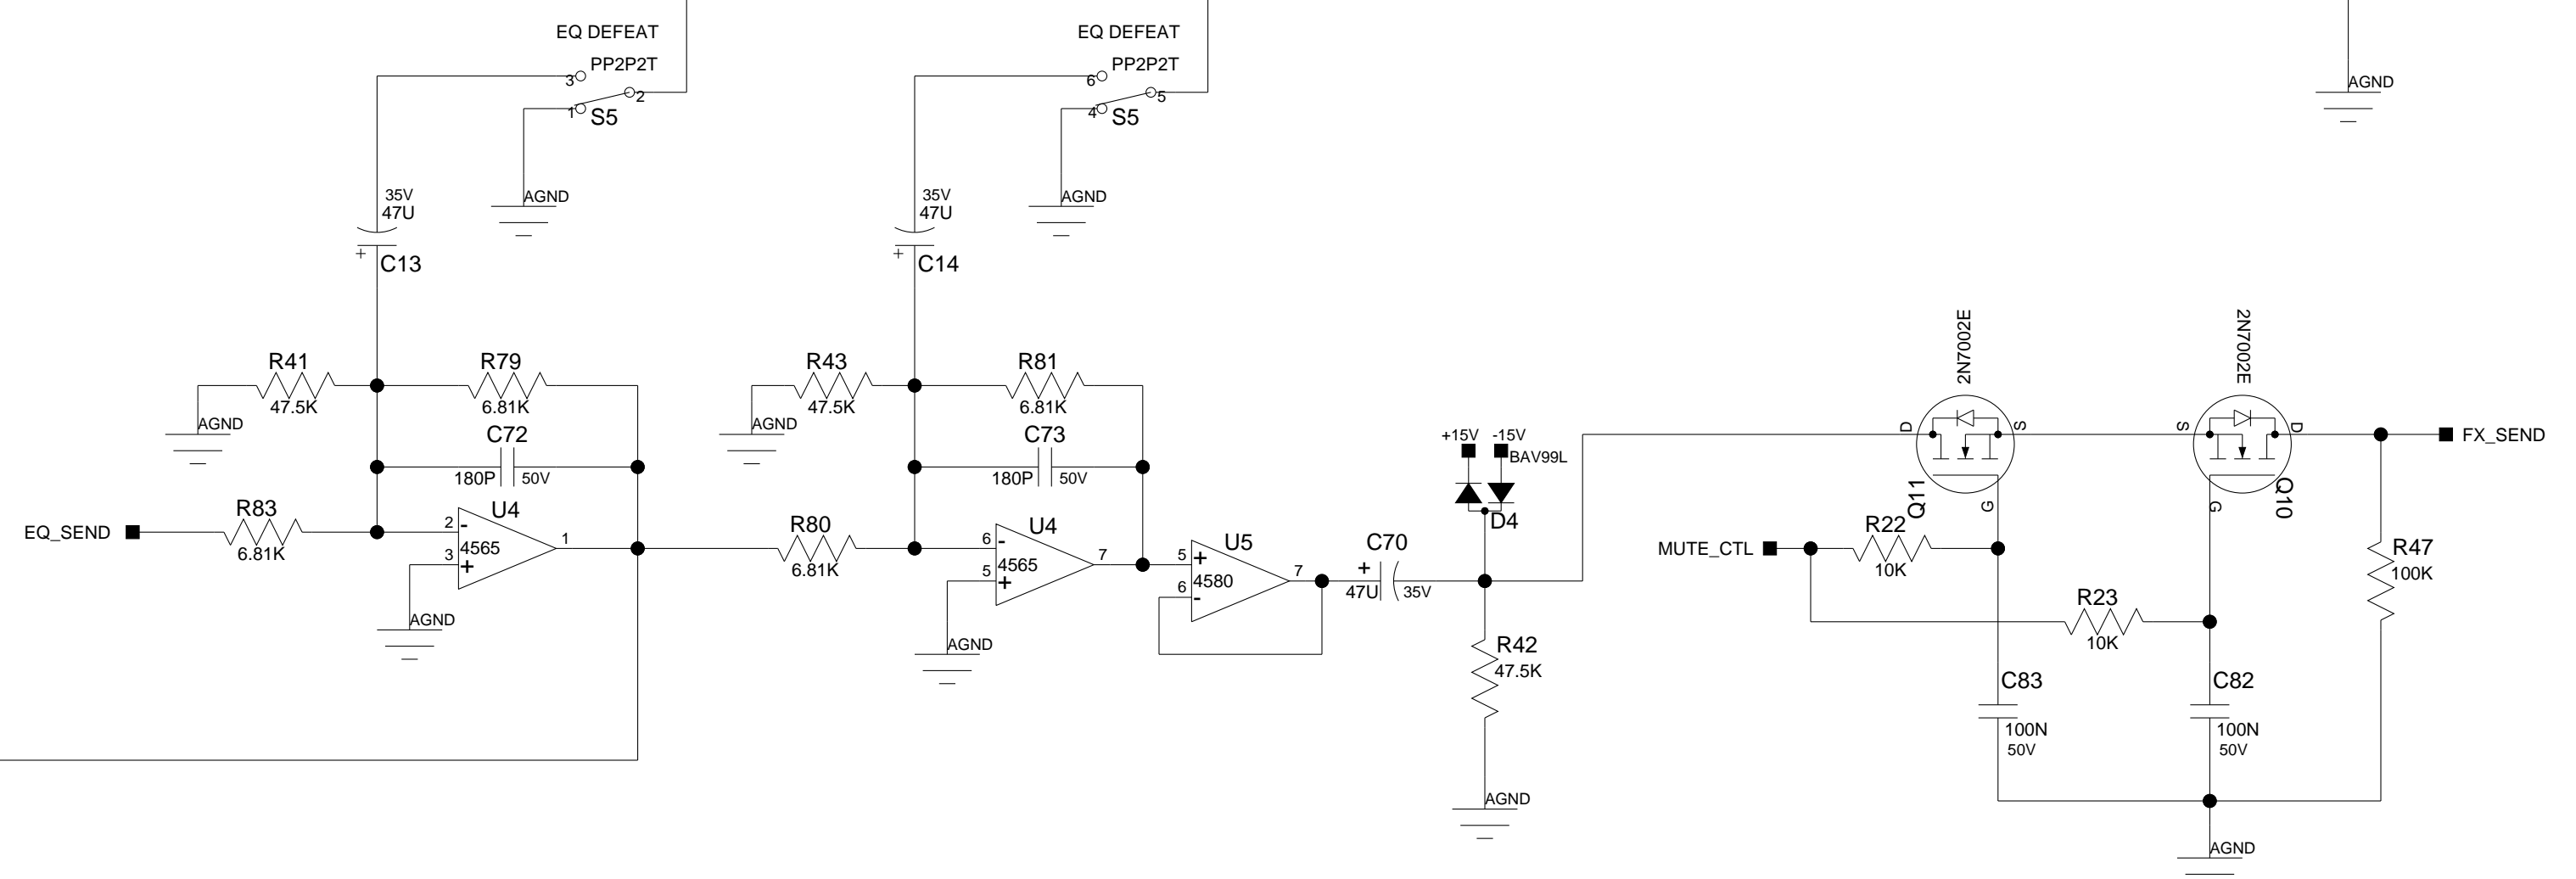 EQ DEFEAT
PP2P2T
3
2
1
S5
AGND
35V
47U
+
C13
EQ DEFEAT
PP2P2T
6
5
4
S5
AGND
35V
47U
+
C14
AGND
R41
47.5K
AGND
R79
6.81K
C72
180P
50V
EQ_SEND
R83
6.81K
U4
2
-
4565
3
+
1
AGND
R43
47.5K
AGND
R81
6.81K
C73
180P
50V
R80
6.81K
U4
6
-
4565
5
+
7
AGND
U5
5
+
4580
6
-
7
C70
+
47U
35V
+15V
-15V
BAV99L
D4
R42
47.5K
AGND
2N7002E
D
S
G
Q11
2N7002E
S
D
G
Q10
FX_SEND
MUTE_CTL
R22
10K
R23
10K
R47
100K
C83
100N
50V
C82
100N
50V
AGND